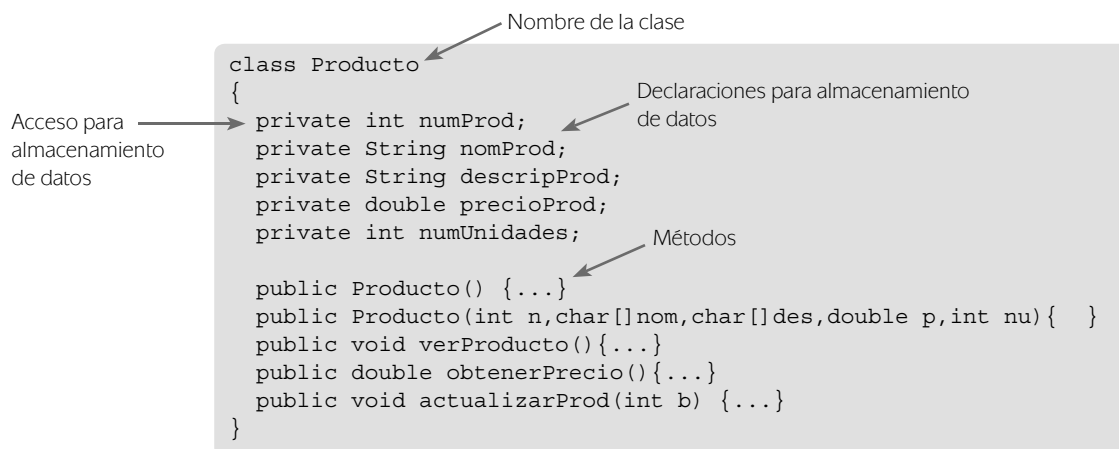 Nombre de la clase
class Producto
{
Declaraciones para almacenamiento
de datos
Acceso para
almacenamiento
de datos
private int numProd;
private String nomProd;
private String descripProd;
private double precioProd;
private int numUnidades;
Métodos
public Producto() {...}
public Producto(int n,char[]nom,char[]des,double p,int nu){  }
public void verProducto(){...}
public double obtenerPrecio(){...}
public void actualizarProd(int b) {...}
}